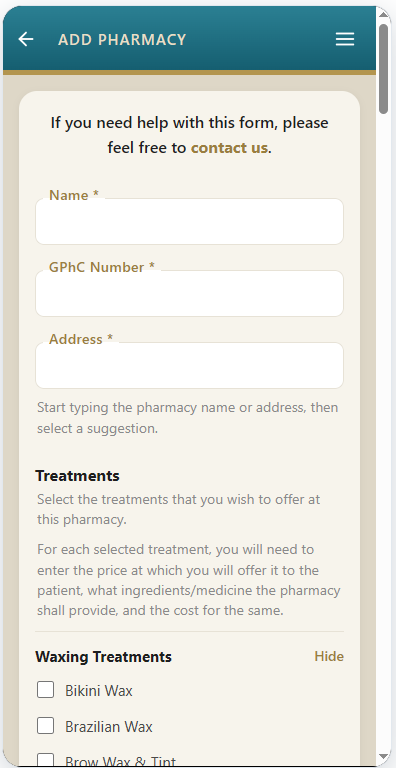 ADD PHARMACY
If you need help with this form, please
feel free to contact us.
Name *
GPhC Number *
Address *
Start typing the pharmacy name or address, then
select a suggestion.
Treatments
Select the treatments that you wish to offer at
this pharmacy.
For each selected treatment, you will need to
enter the price at which you will offer it to the
patient, what ingredients/medicine the pharmacy
shall provide, and the cost for the same.
Waxing Treatments Hide
Bikini Wax
Brazilian Wax
Brow Wax & Tint